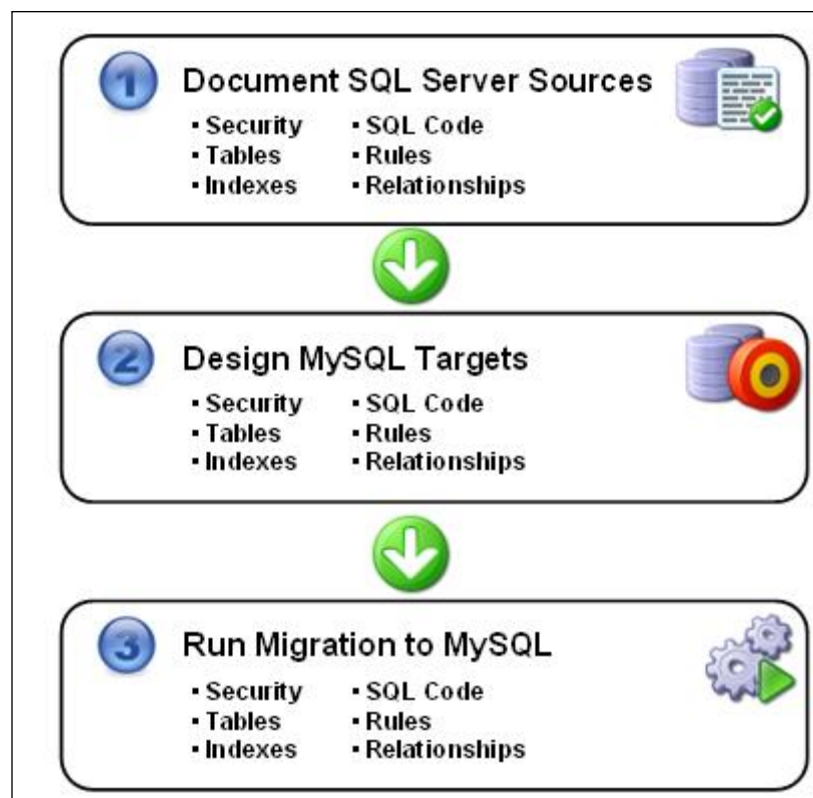 1 Document SQL Server Sources
▪ Security ▪ SQL Code
▪ Tables ▪ Rules
▪ Indexes ▪ Relationships
2 Design MySQL Targets
▪ Security ▪ SQL Code
▪ Tables ▪ Rules
▪ Indexes ▪ Relationships
3 Run Migration to MySQL
▪ Security ▪ SQL Code
▪ Tables ▪ Rules
▪ Indexes ▪ Relationships